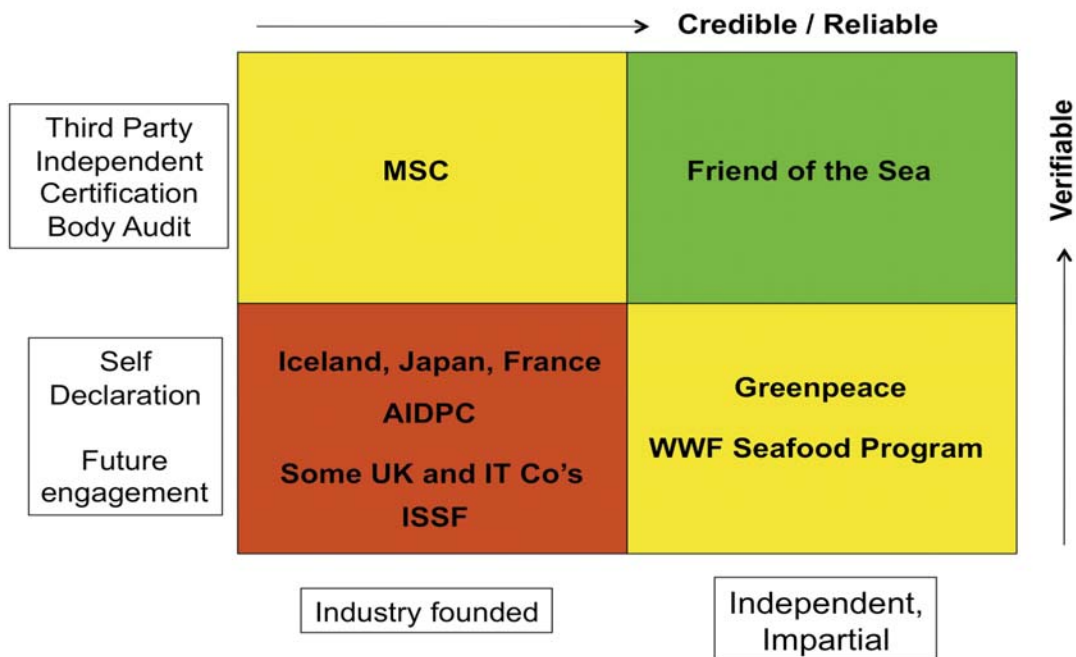 Credible / Reliable
Third Party
Independent
Certification
Body Audit
MSC
Friend of the Sea
Verifiable
Self
Declaration
Future
engagement
Iceland, Japan, France
AIDPC
Some UK and IT Co's
ISSF
Greenpeace
WWF Seafood Program
Industry founded
Independent,
Impartial